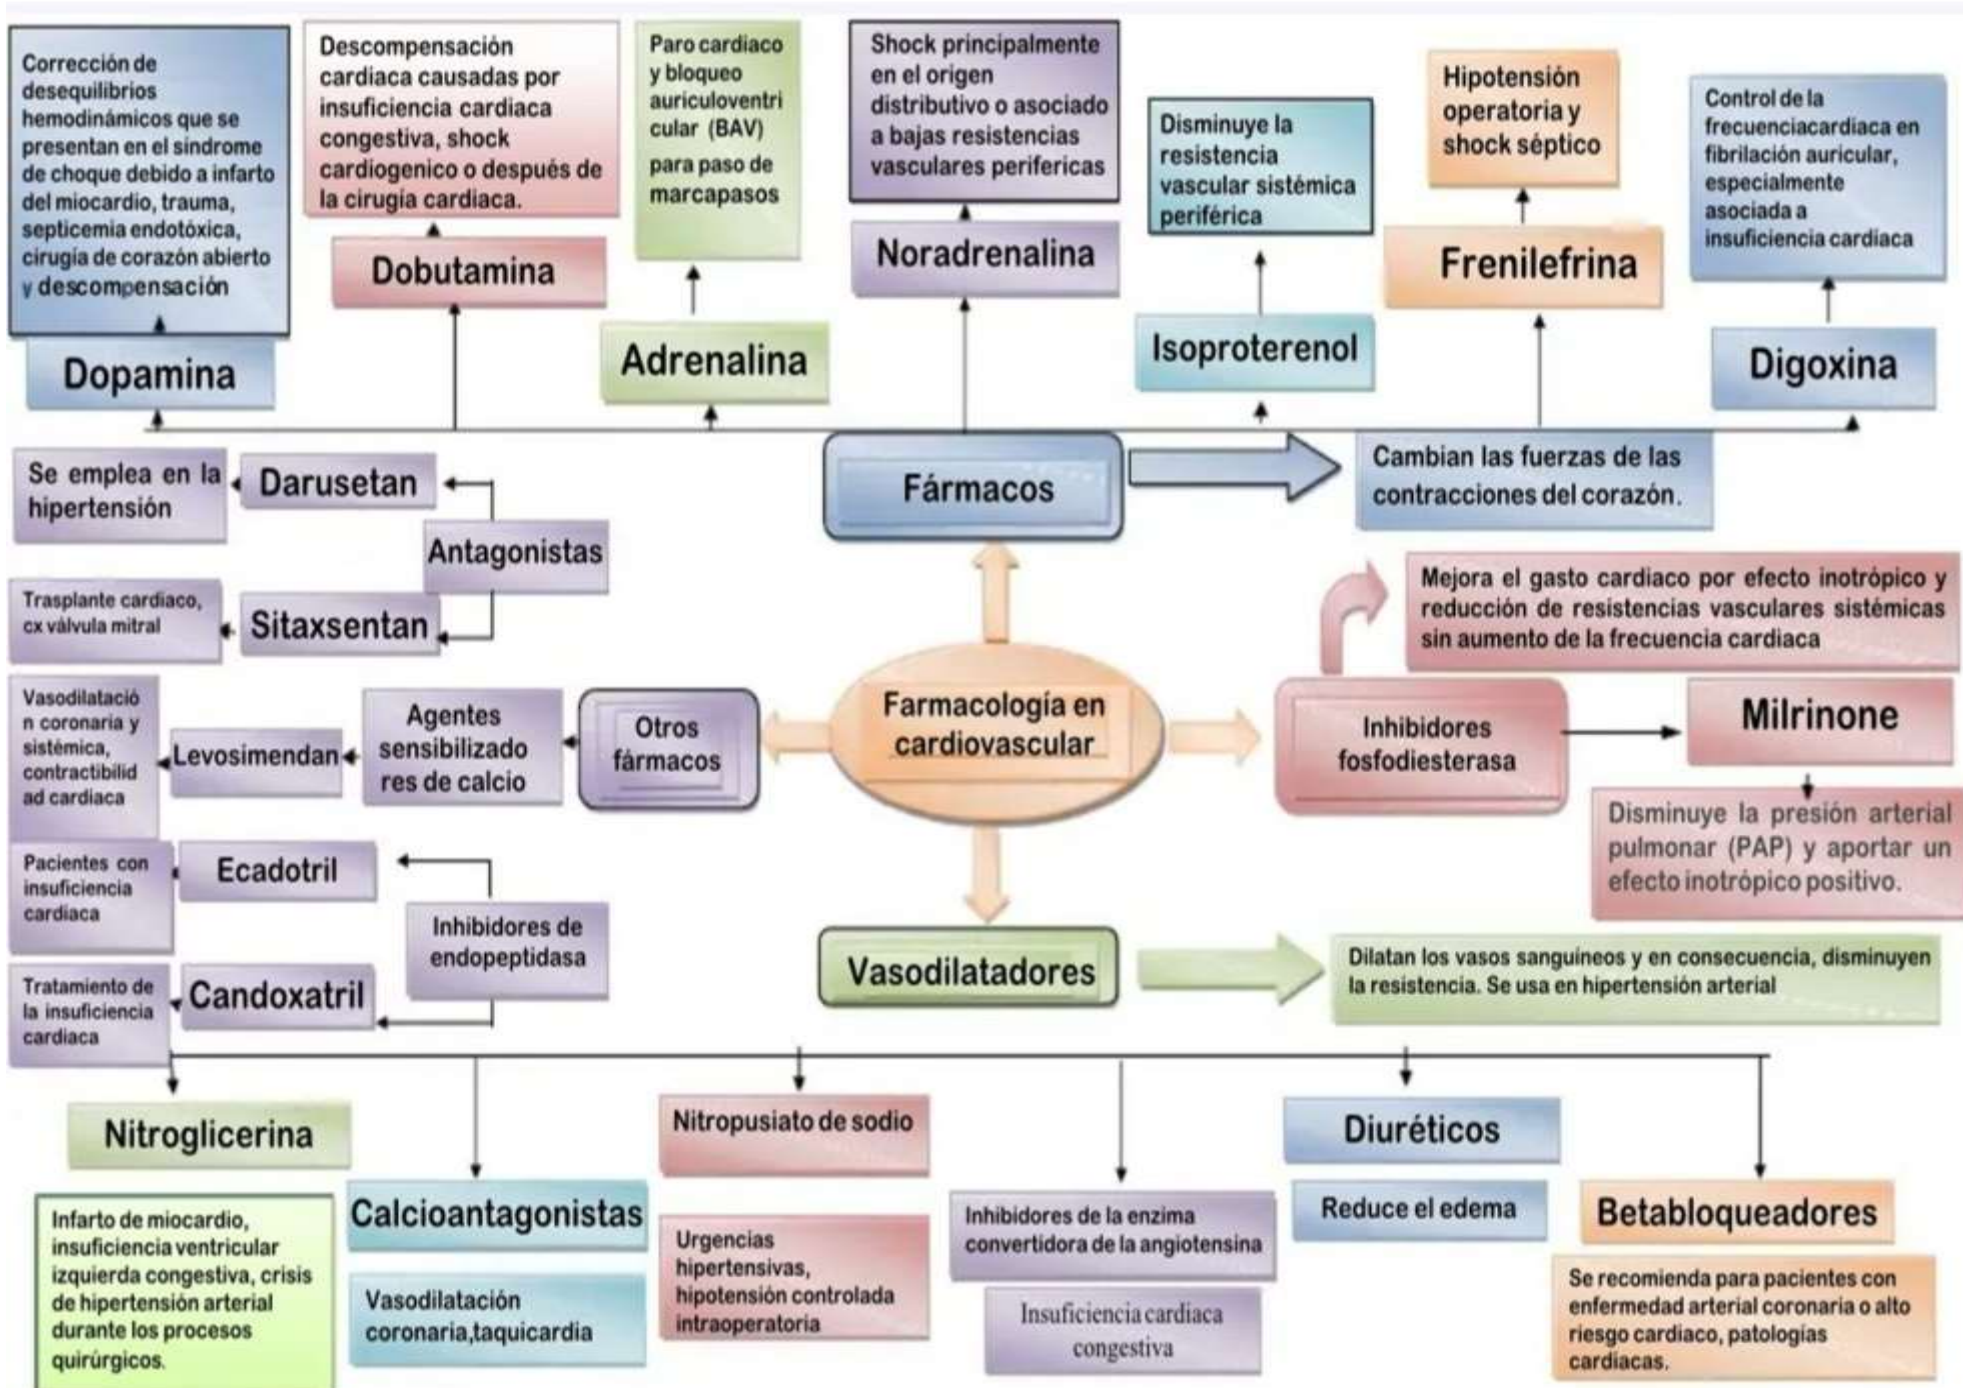 Corrección de
desequilibrios
hemodinámicos que se
presentan en el síndrome
de choque debido a infarto
del miocardio, trauma,
septicemia endotóxica,
cirugía de corazón abierto
y descompensación
Dopamina
Descompensación
cardiaca causadas por
insuficiencia cardiaca
congestiva, shock
cardiogenico o después de
la cirugía cardiaca.
Dobutamina
Paro cardiaco
y bloqueo
auriculoventri
cular (BAV)
para paso de
marcapasos
Adrenalina
Shock principalmente
en el origen
distributivo o asociado
a bajas resistencias
vasculares perifericas
Noradrenalina
Disminuye la
resistencia
vascular sistémica
periférica
Isoproterenol
Hipotensión
operatoria y
shock séptico
Frenilefrina
Control de la
frecuenciacardiaca en
fibrilación auricular,
especialmente
asociada a
insuficiencia cardiaca
Digoxina
Fármacos
Cambian las fuerzas de las
contracciones del corazón.
Se emplea en la
hipertensión
Darusetan
Antagonistas
Trasplante cardiaco,
cx válvula mitral
Sitaxsentan
Vasodilatació
n coronaria y
sistémica,
contractibilid
ad cardiaca
Levosimendan
Agentes
sensibilizado
res de calcio
Otros
fármacos
Farmacología en
cardiovascular
Mejora el gasto cardiaco por efecto inotrópico y
reducción de resistencias vasculares sistémicas
sin aumento de la frecuencia cardiaca
Inhibidores
fosfodiesterasa
Milrinone
Disminuye la presión arterial
pulmonar (PAP) y aportar un
efecto inotrópico positivo.
Pacientes con
insuficiencia
cardiaca
Ecadotril
Inhibidores de
endopeptidasa
Tratamiento de
la insuficiencia
cardiaca
Candoxatril
Vasodilatadores
Dilatan los vasos sanguíneos y en consecuencia, disminuyen
la resistencia. Se usa en hipertensión arterial
Nitroglicerina
Infarto de miocardio,
insuficiencia ventricular
izquierda congestiva, crisis
de hipertensión arterial
durante los procesos
quirúrgicos.
Calcioantagonistas
Vasodilatación
coronaria,taquicardia
Nitropusiato de sodio
Urgencias
hipertensivas,
hipotensión controlada
intraoperatoria
Inhibidores de la enzima
convertidora de la angiotensina
Insuficiencia cardiaca
congestiva
Diuréticos
Reduce el edema
Betabloqueadores
Se recomienda para pacientes con
enfermedad arterial coronaria o alto
riesgo cardiaco, patologías
cardiacas.